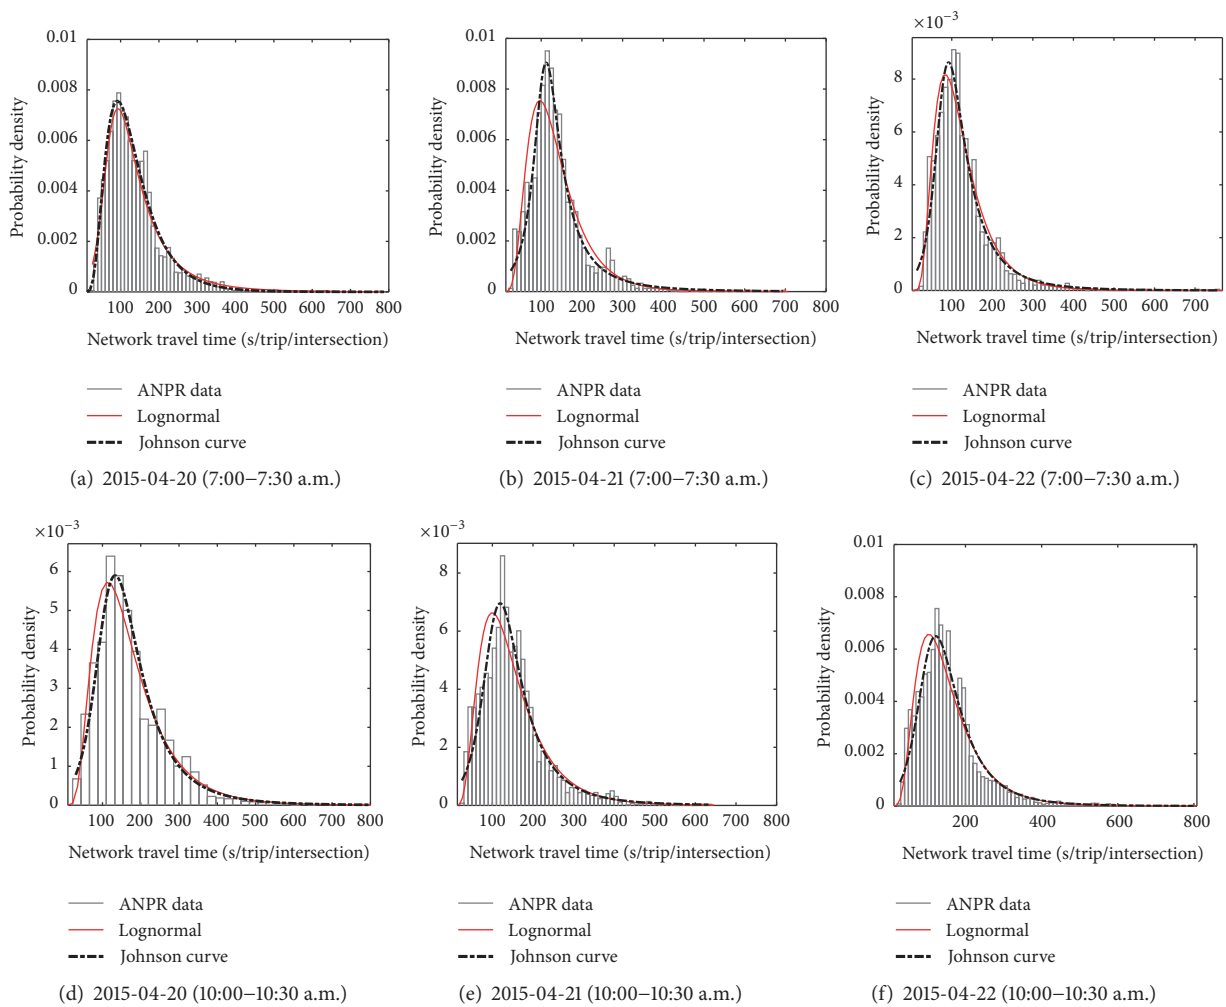 0.01
0.008
0.006
0.004
0.002
0
Probability density
100 200 300 400 500 600 700 800
Network travel time (s/trip/intersection)
ANPR data
Lognormal
Johnson curve
(a) 2015-04-20 (7:00−7:30 a.m.)
0.01
0.008
0.006
0.004
0.002
0
Probability density
100 200 300 400 500 600 700 800
Network travel time (s/trip/intersection)
ANPR data
Lognormal
Johnson curve
(b) 2015-04-21 (7:00−7:30 a.m.)
×10−3
8
6
4
2
0
Probability density
100 200 300 400 500 600 700
Network travel time (s/trip/intersection)
ANPR data
Lognormal
Johnson curve
(c) 2015-04-22 (7:00−7:30 a.m.)
×10−3
6
5
4
3
2
1
0
Probability density
100 200 300 400 500 600 700 800
Network travel time (s/trip/intersection)
ANPR data
Lognormal
Johnson curve
(d) 2015-04-20 (10:00−10:30 a.m.)
×10−3
8
6
4
2
0
Probability density
100 200 300 400 500 600 700 800
Network travel time (s/trip/intersection)
ANPR data
Lognormal
Johnson curve
(e) 2015-04-21 (10:00−10:30 a.m.)
0.01
0.008
0.006
0.004
0.002
0
Probability density
200 400 600 800
Network travel time (s/trip/intersection)
ANPR data
Lognormal
Johnson curve
(f) 2015-04-22 (10:00−10:30 a.m.)